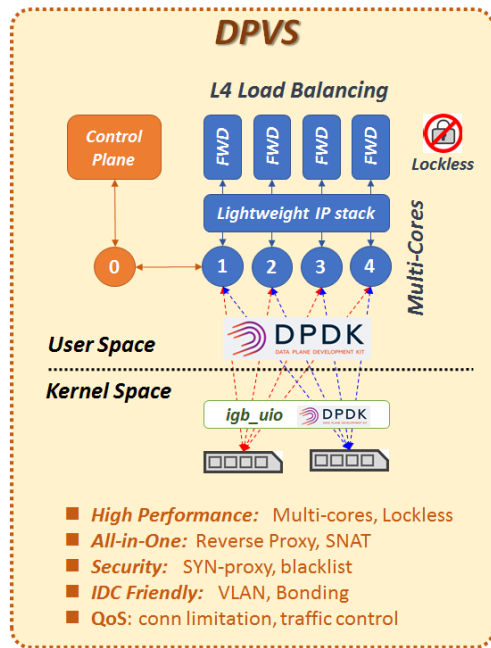 DPVS
L4 Load Balancing
Control
Plane
FWD
FWD
FWD
FWD
Lockless
Lightweight IP stack
Multi-Cores
0
1
2
3
4
DPDK
DATA PLANE DEVELOPMENT KIT
User Space
Kernel Space
igb_uio
DPDK
High Performance: Multi-cores, Lockless
All-in-One: Reverse Proxy, SNAT
Security: SYN-proxy, blacklist
IDC Friendly: VLAN, Bonding
QoS: conn limitation, traffic control